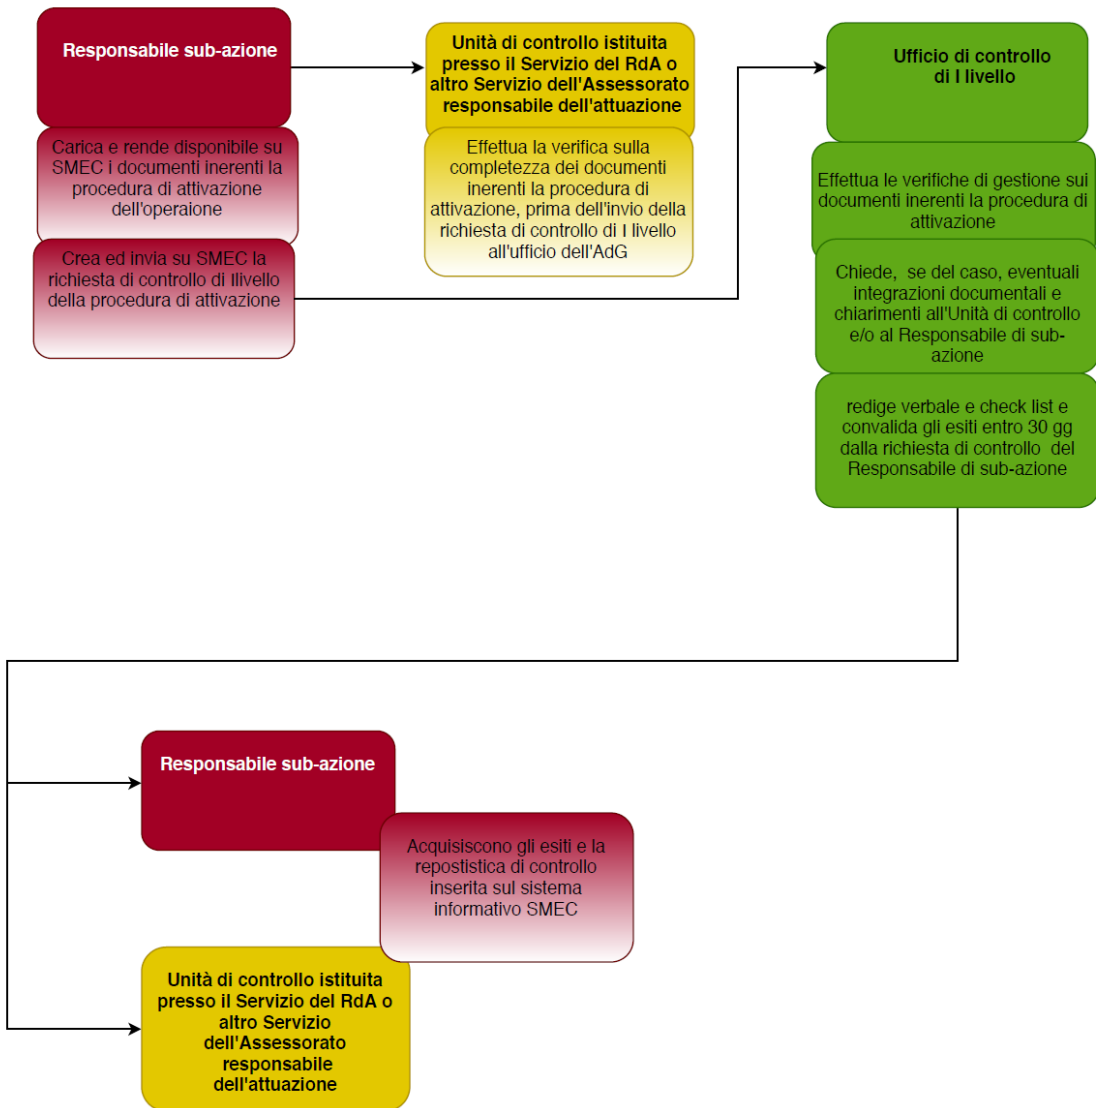 Responsabile sub-azione
Carica e rende disponibile su
SMEC i documenti inerenti la
procedura di attivazione
dell'operaione
Crea ed invia su SMEC la
richiesta di controllo di Ilivello
della procedura di attivazione
Unità di controllo istituita
presso il Servizio del RdA o
altro Servizio dell'Assessorato
responsabile dell'attuazione
Effettua la verifica sulla
completezza dei documenti
inerenti la procedura di
attivazione, prima dell'invio della
richiesta di controllo di I livello
all'ufficio dell'AdG
Ufficio di controllo
di I livello
Effettua le verifiche di gestione sui
documenti inerenti la procedura di
attivazione
Chiede, se del caso, eventuali
integrazioni documentali e
chiarimenti all'Unità di controllo
e/o al Responsabile di sub-
azione
redige verbale e check list e
convalida gli esiti entro 30 gg
dalla richiesta di controllo del
Responsabile di sub-azione
Responsabile sub-azione
Acquisiscono gli esiti e la
repostistica di controllo
inserita sul sistema
informativo SMEC
Unità di controllo istituita
presso il Servizio del RdA o
altro Servizio
dell'Assessorato
responsabile
dell'attuazione